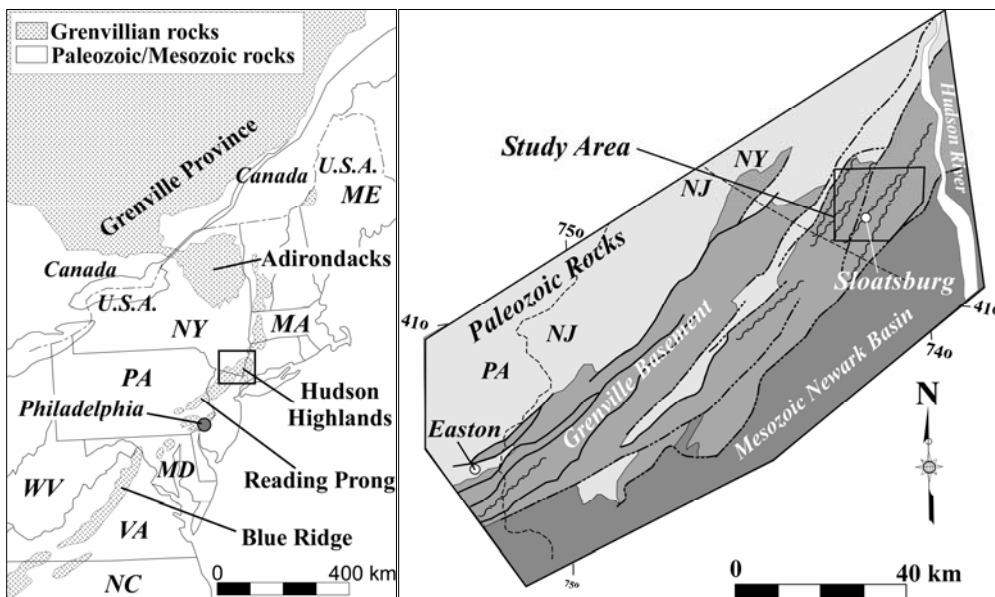 Grenvillian rocks
Paleozoic/Mesozoic rocks
Grenville Province
Canada
U.S.A.
ME
Canada
U.S.A.
Adirondacks
NY
MA
PA
Hudson
Highlands
Philadelphia
MD
Reading Prong
WV
VA
Blue Ridge
NC
0
400 km
Study Area
NY
NJ
Hudson River
75o
Paleozoic Rocks
Sloatsburg
41o
41o
NJ
PA
74o
Grenville Basement
Mesozoic Newark Basin
N
Easton
75o
0
40 km